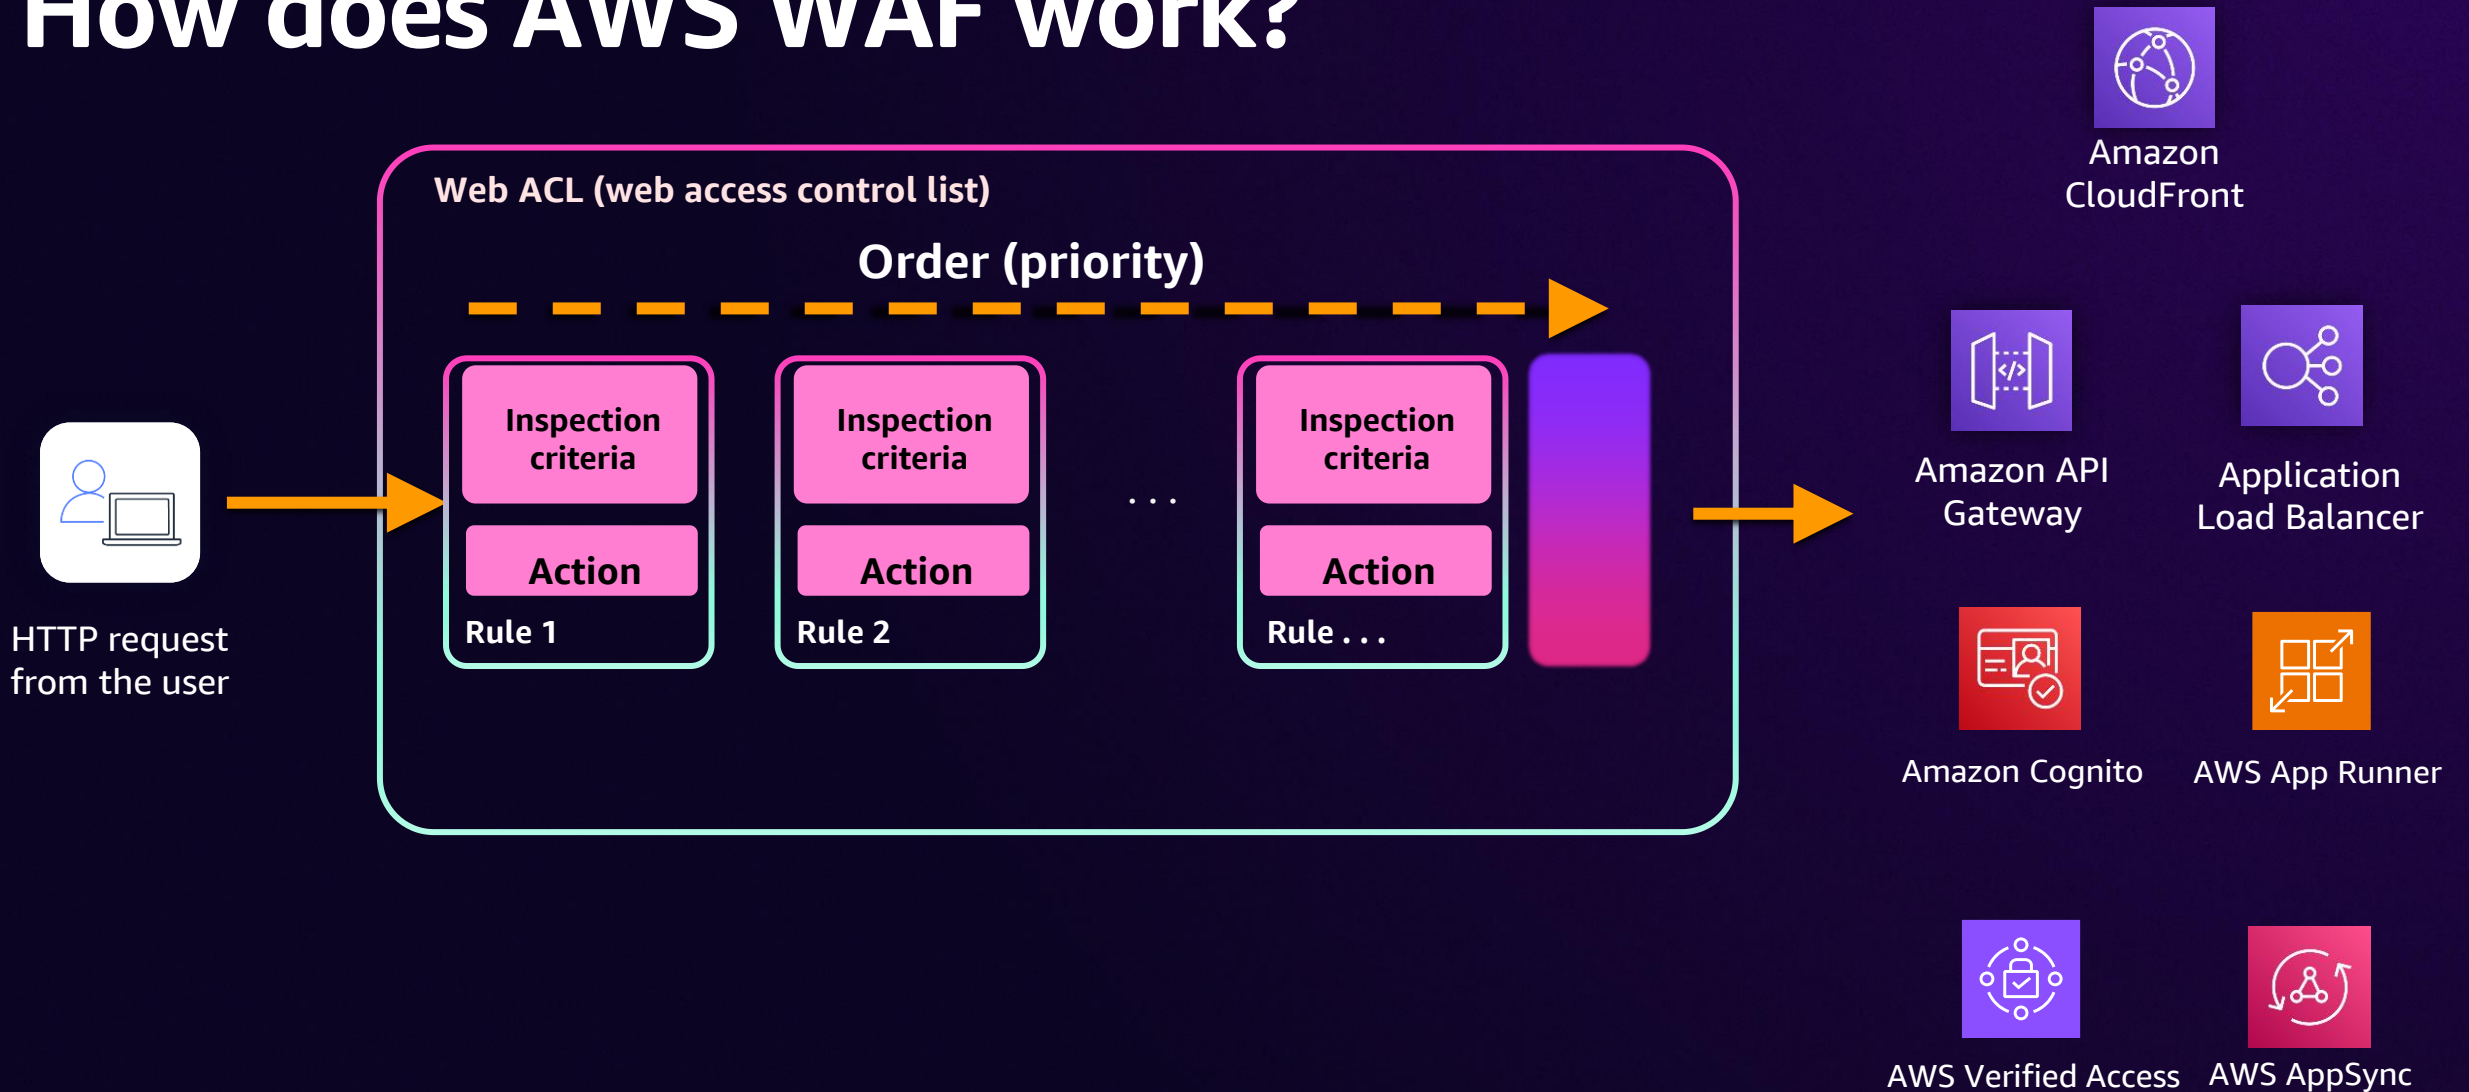 How does AWS WAF work?
Web ACL (web access control list)
Order (priority)
Inspection
criteria
Action
Rule 1
Inspection
criteria
Action
Rule 2
. . .
Inspection
criteria
Action
Rule . . .
HTTP request
from the user
Amazon
CloudFront
Amazon API
Gateway
Application
Load Balancer
Amazon Cognito
AWS App Runner
AWS Verified Access
AWS AppSync